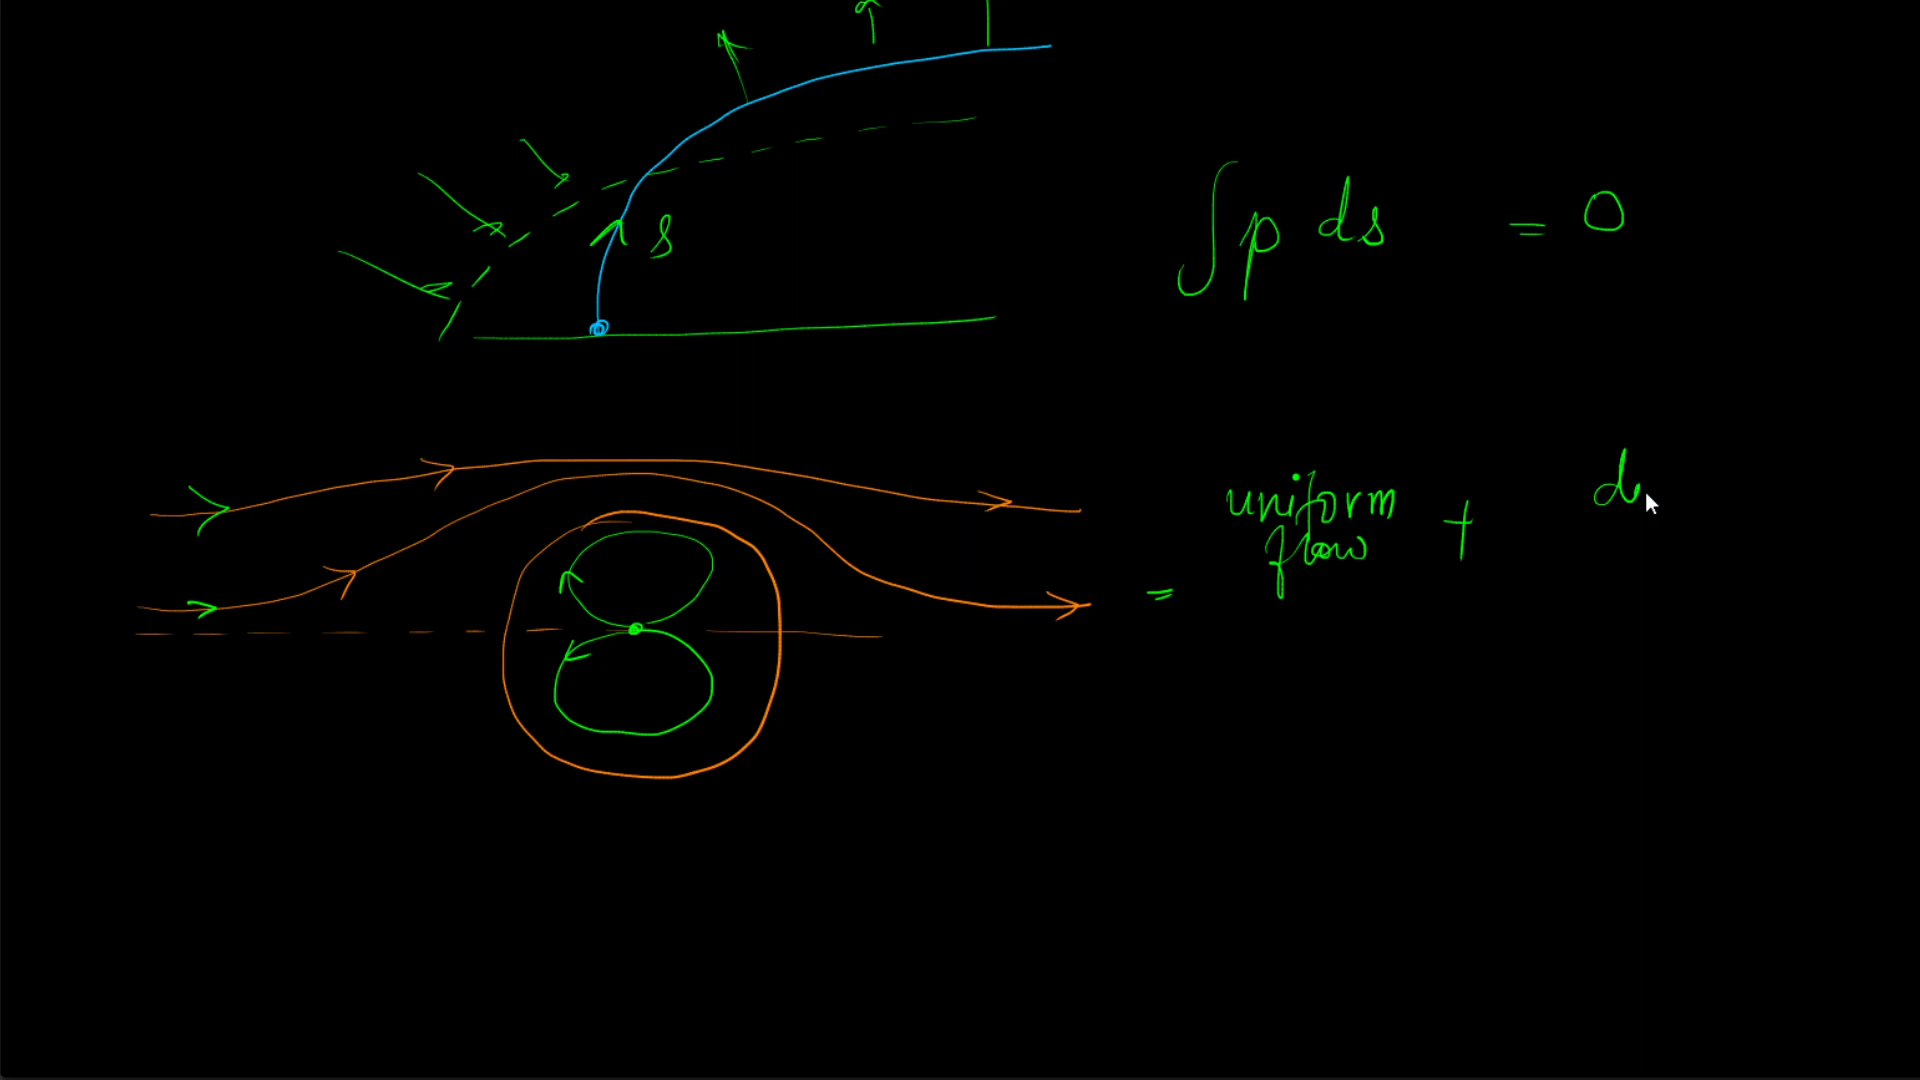 s
∫ p ds = 0
uniform
flow
= + d